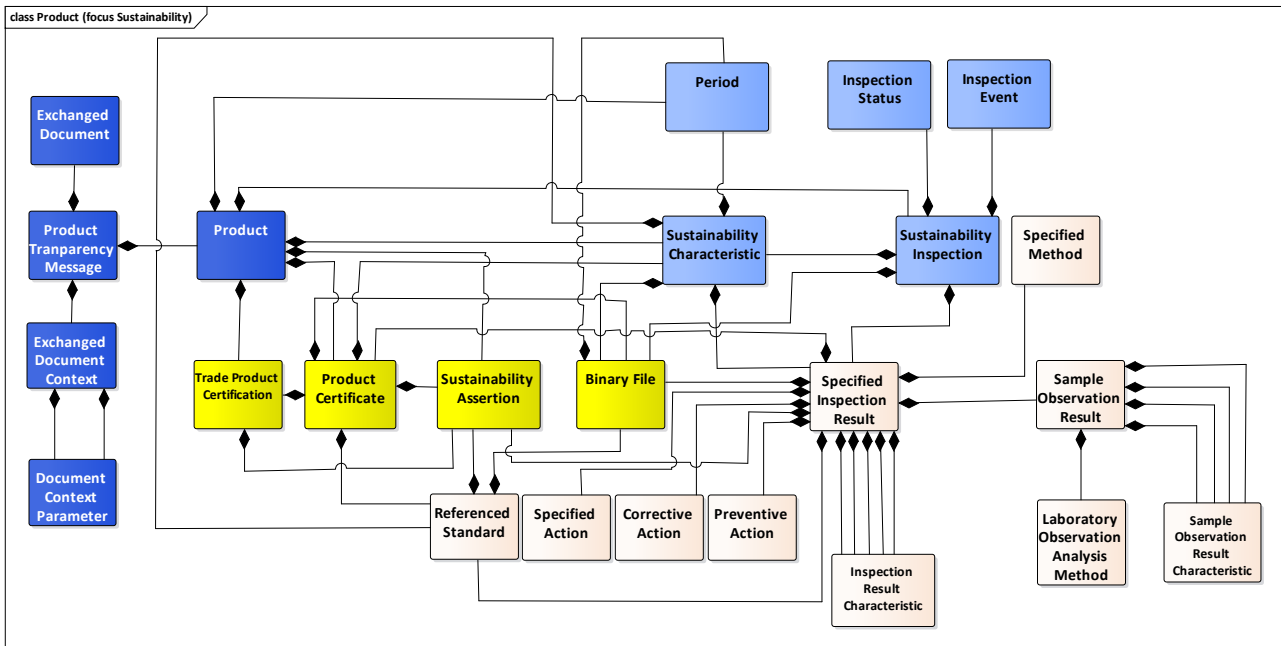 class Product (focus Sustainability)
Period
Inspection
Status
Inspection
Event
Exchanged
Document
Product
Tranparency
Message
Product
Sustainability
Characteristic
Sustainability
Inspection
Specified
Method
Exchanged
Document
Context
Trade Product
Certification
Product
Certificate
Sustainability
Assertion
Binary File
Specified
Inspection
Result
Sample
Observation
Result
Document
Context
Parameter
Referenced
Standard
Specified
Action
Corrective
Action
Preventive
Action
Inspection
Result
Characteristic
Laboratory
Observation
Analysis
Method
Sample
Observation
Result
Characteristic